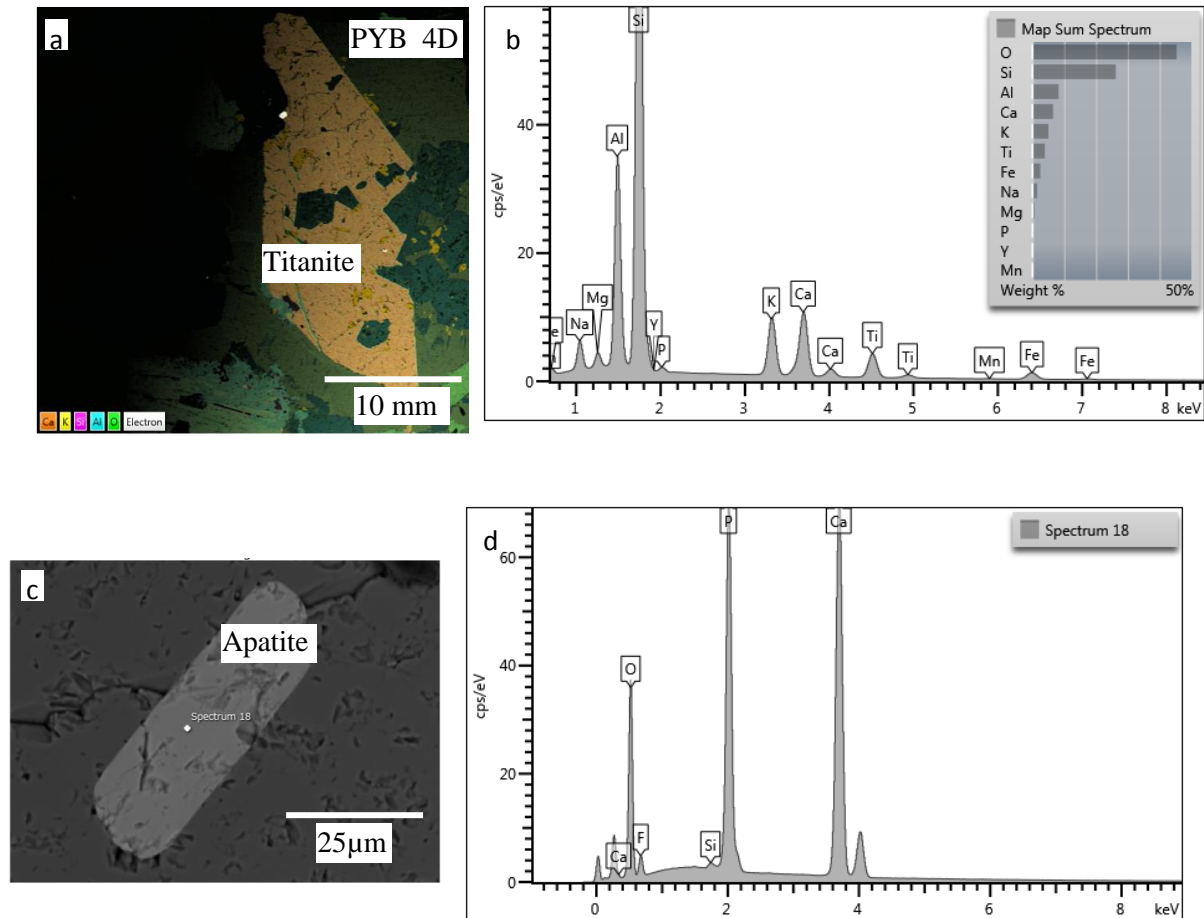 a
PYB 4D
Titanite
10 mm
Ca K Si Al O Electron
b
cps/eV
40
20
0
Si
Al
Na
Mg
Y
P
K
Ca
Ca
Ti
Ti
Mn
Fe
Fe
e
1 2 3 4 5 6 7 8 keV
Map Sum Spectrum
O
Si
Al
Ca
K
Ti
Fe
Na
Mg
P
Y
Mn
Weight % 50%
c
Apatite
Spectrum 18
25µm
d
cps/eV
60
40
20
0
P
Ca
O
F
Ca
Si
Spectrum 18
0 2 4 6 8 keV